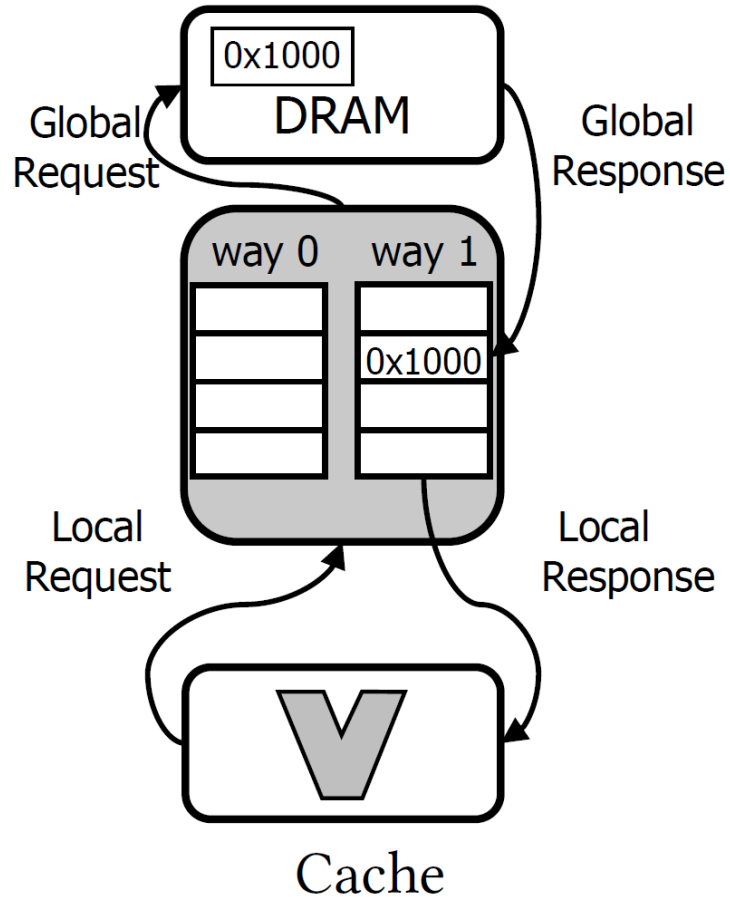 0x1000
DRAM
Global
Request
Global
Response
way 0
way 1
0x1000
Local
Request
Local
Response
Cache